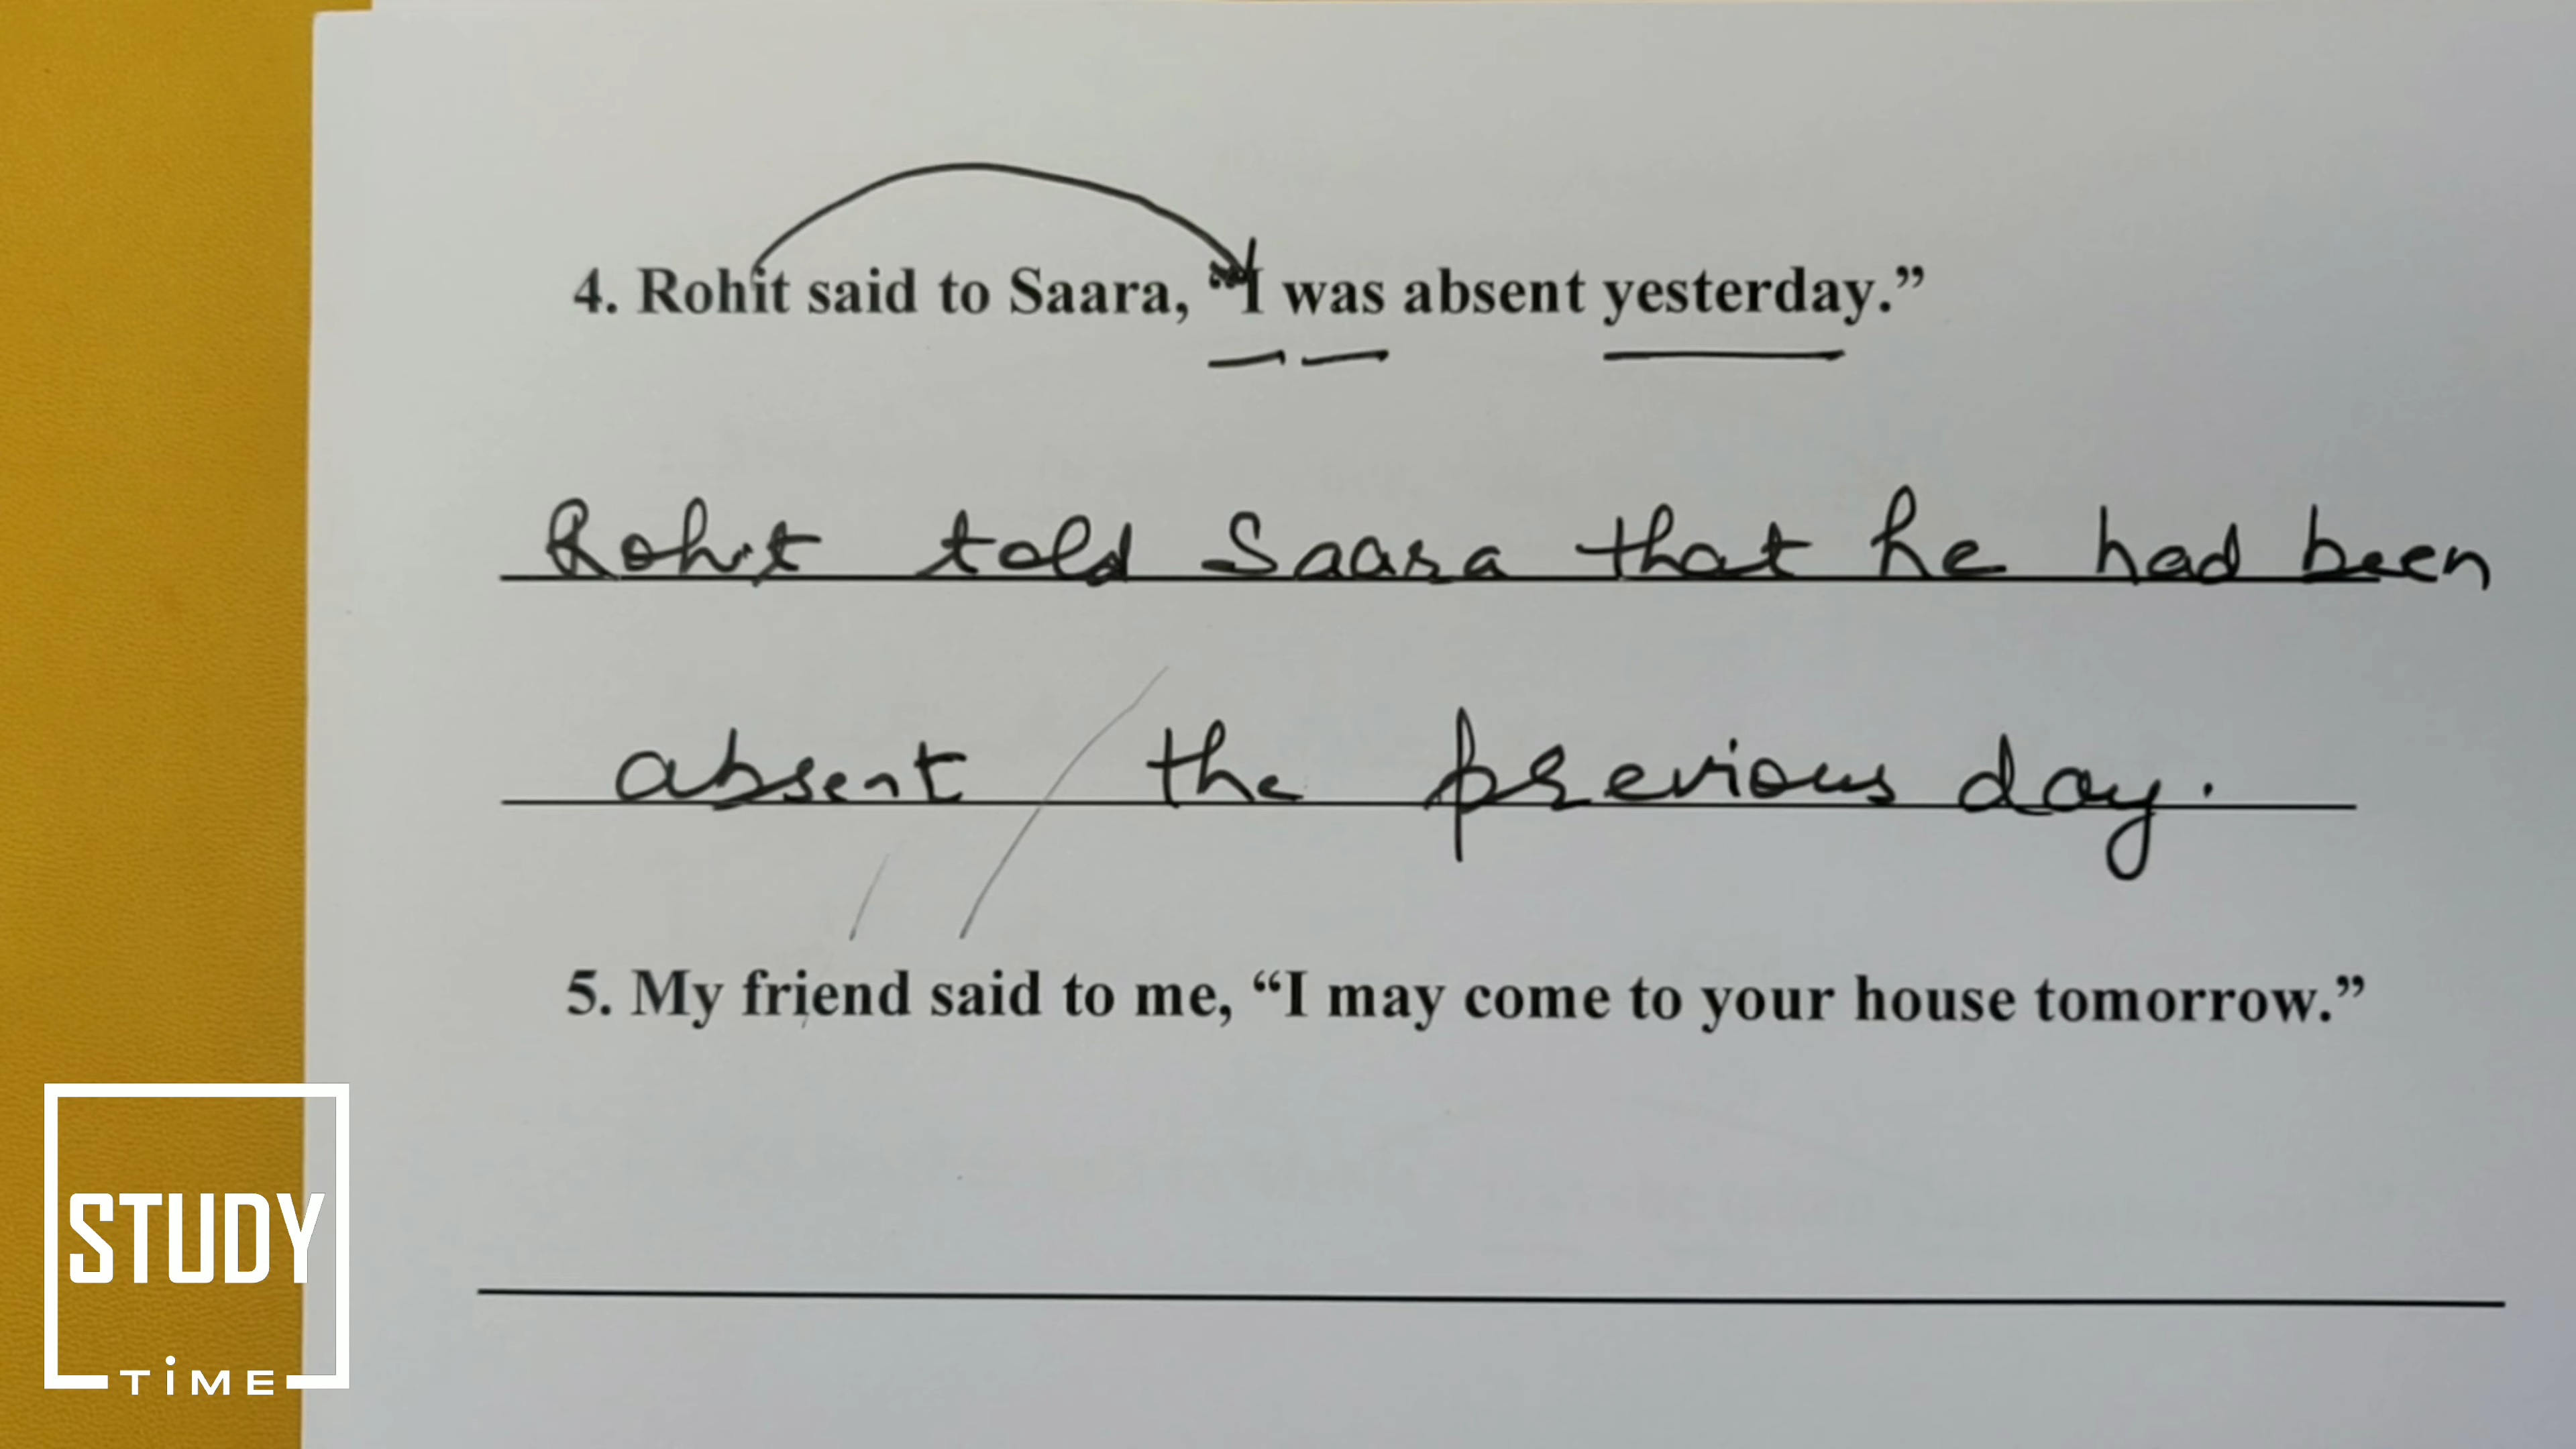 4. Rohit said to Saara, “I was absent yesterday.”
Rohit told Saara that he had been
absent the previous day.
5. My friend said to me, “I may come to your house tomorrow.”
STUDY
TiME